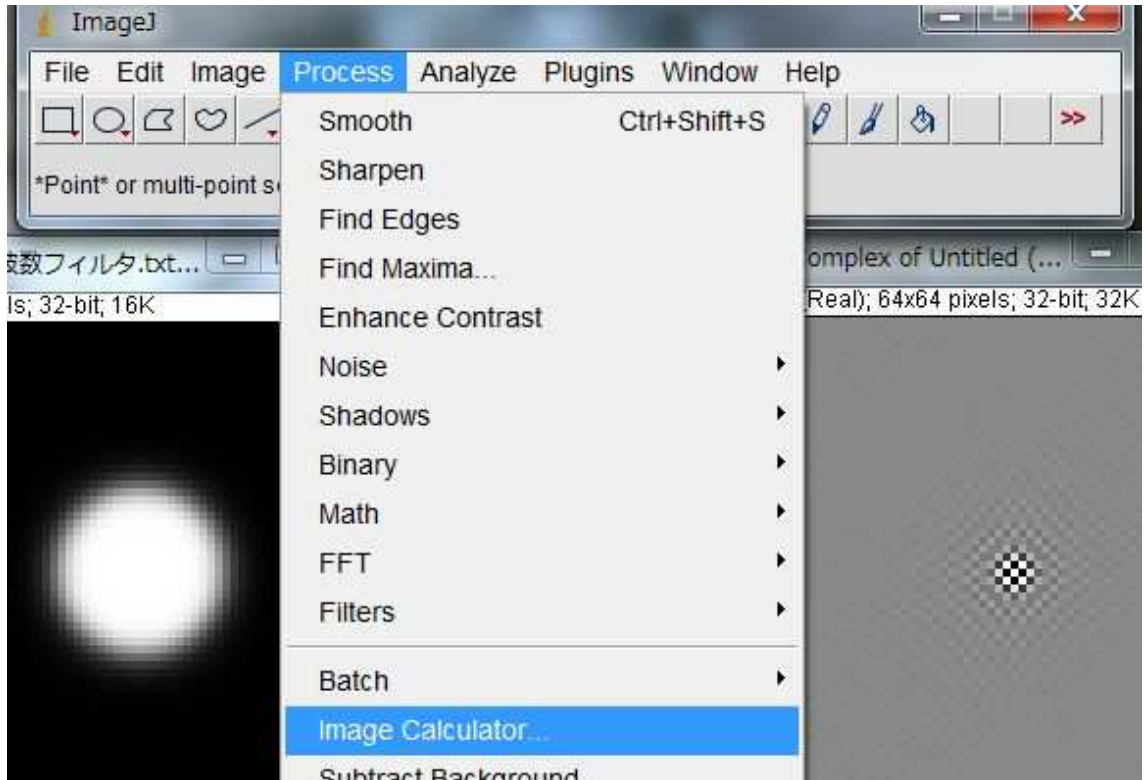 ImageJ
File Edit Image Process Analyze Plugins Window Help
>>
*Point* or multi-point s
Smooth Ctrl+Shift+S
Sharpen
Find Edges
Find Maxima...
Enhance Contrast
Noise
Shadows
Binary
Math
FFT
Filters
Batch
Image Calculator...
Subtract Background
数フィルタ.txt...
ls; 32-bit; 16K
omplex of Untitled (...
Real); 64x64 pixels; 32-bit; 32K